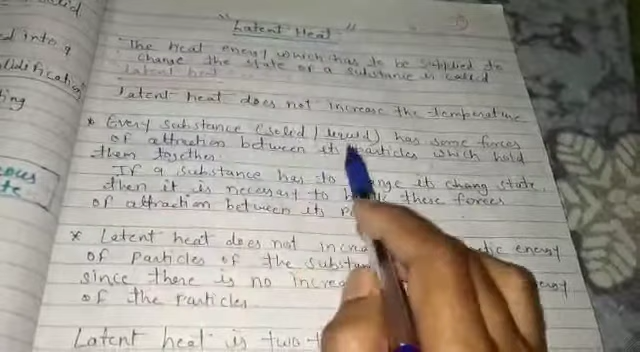 "Latent Heat"
The heat energy which has to be supplied to
change the state of a substance is called
latent heat
Latent heat does not increase the temperature
* Every substance (solid / liquid) has some forces
of attraction between its particles which hold
them together.
If a substance has to change its chang state,
then it is necessary to these forces
of attraction between its
* Latent heat does not energy
of particles of the
since there is no
of the particles.
Latent heat is two